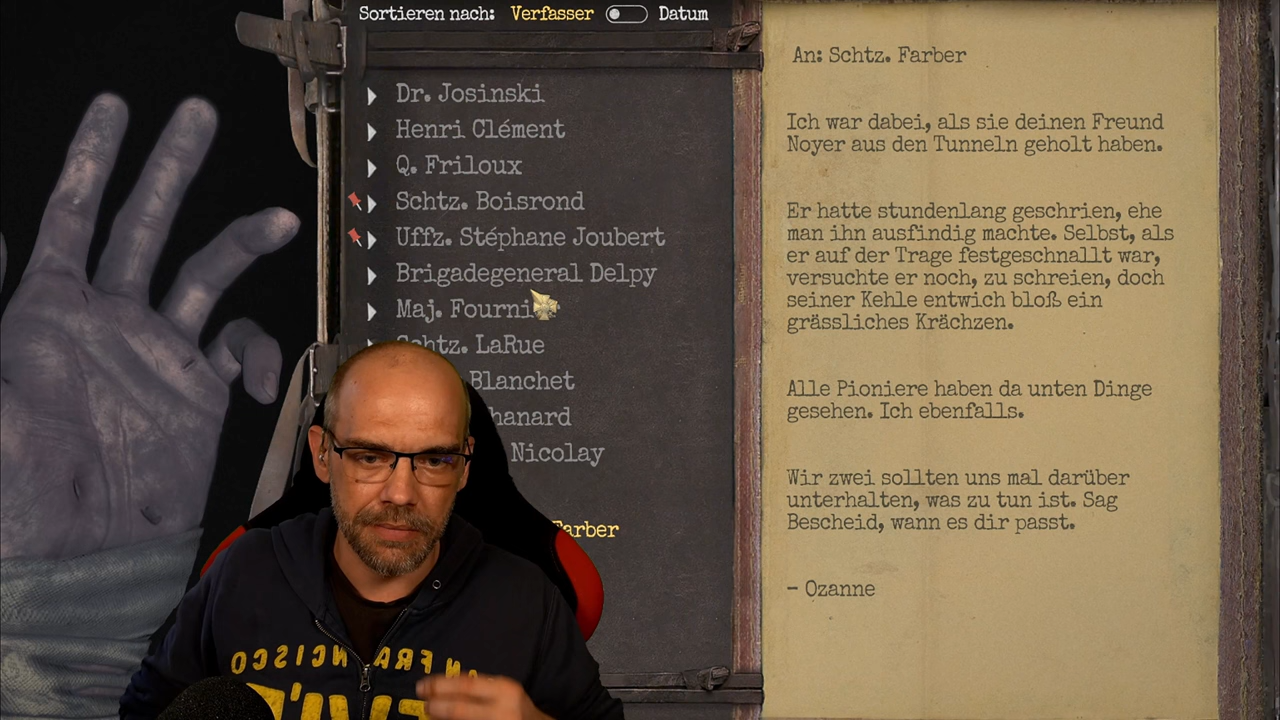 Sortieren nach: Verfasser Datum
Dr. Josinski
Henri Clément
Q. Friloux
Schtz. Boisrond
Uffz. Stéphane Joubert
Brigadegeneral Delpy
Maj.
Schtz. LaRue
Blanchet
Nicolay
Farber
An: Schtz. Farber
Ich war dabei, als sie deinen Freund
Noyer aus den Tunneln geholt haben.
Er hatte stundenlang geschrien, ehe
man ihn ausfindig machte. Selbst, als
er auf der Trage festgeschnallt war,
versuchte er noch, zu schreien, doch
seiner Kehle entwich bloß ein
grässliches Krächzen.
Alle Pioniere haben da unten Dinge
gesehen. Ich ebenfalls.
Wir zwei sollten uns mal darüber
unterhalten, was zu tun ist. Sag
Bescheid, wann es dir passt.
– Ozanne
FRANCISCO